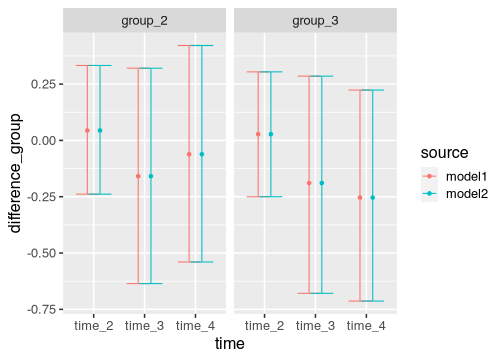 group_2 group_3
difference_group
0.25
0.00
-0.25
-0.50
-0.75
time_2 time_3 time_4 time_2 time_3 time_4
time
source
model1
model2